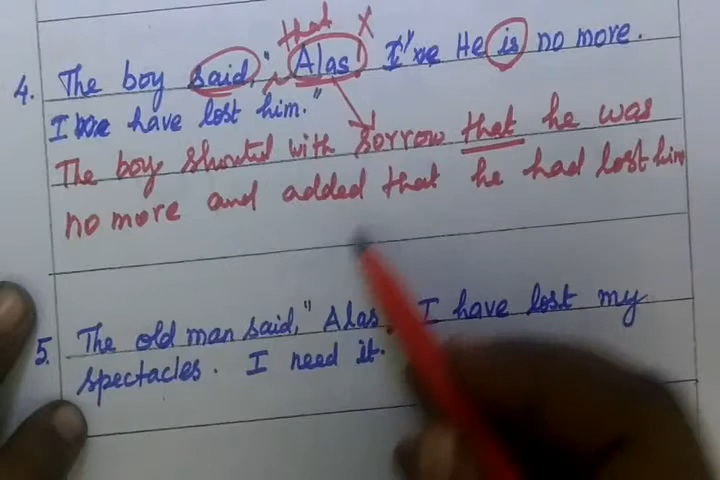 that X
4. The boy said, "Alas! He is no more.
I have lost him."
The boy shouted with sorrow that he was
no more and added that he had lost him
5. The old man said, "Alas, I have lost my
spectacles. I need it.